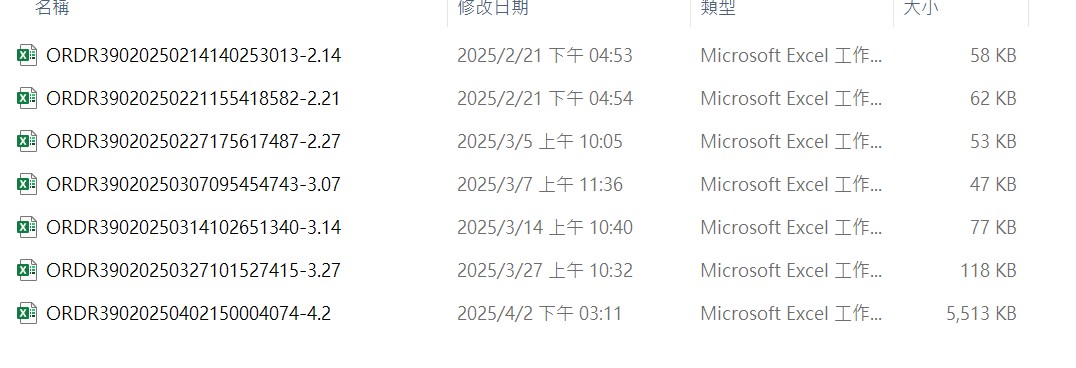 名稱 修改日期 類型 大小
ORDR39020250214140253013-2.14 2025/2/21 下午 04:53 Microsoft Excel 工作... 58 KB
ORDR39020250221155418582-2.21 2025/2/21 下午 04:54 Microsoft Excel 工作... 62 KB
ORDR39020250227175617487-2.27 2025/3/5 上午 10:05 Microsoft Excel 工作... 53 KB
ORDR39020250307095454743-3.07 2025/3/7 上午 11:36 Microsoft Excel 工作... 47 KB
ORDR39020250314102651340-3.14 2025/3/14 上午 10:40 Microsoft Excel 工作... 77 KB
ORDR39020250327101527415-3.27 2025/3/27 上午 10:32 Microsoft Excel 工作... 118 KB
ORDR39020250402150004074-4.2 2025/4/2 下午 03:11 Microsoft Excel 工作... 5,513 KB